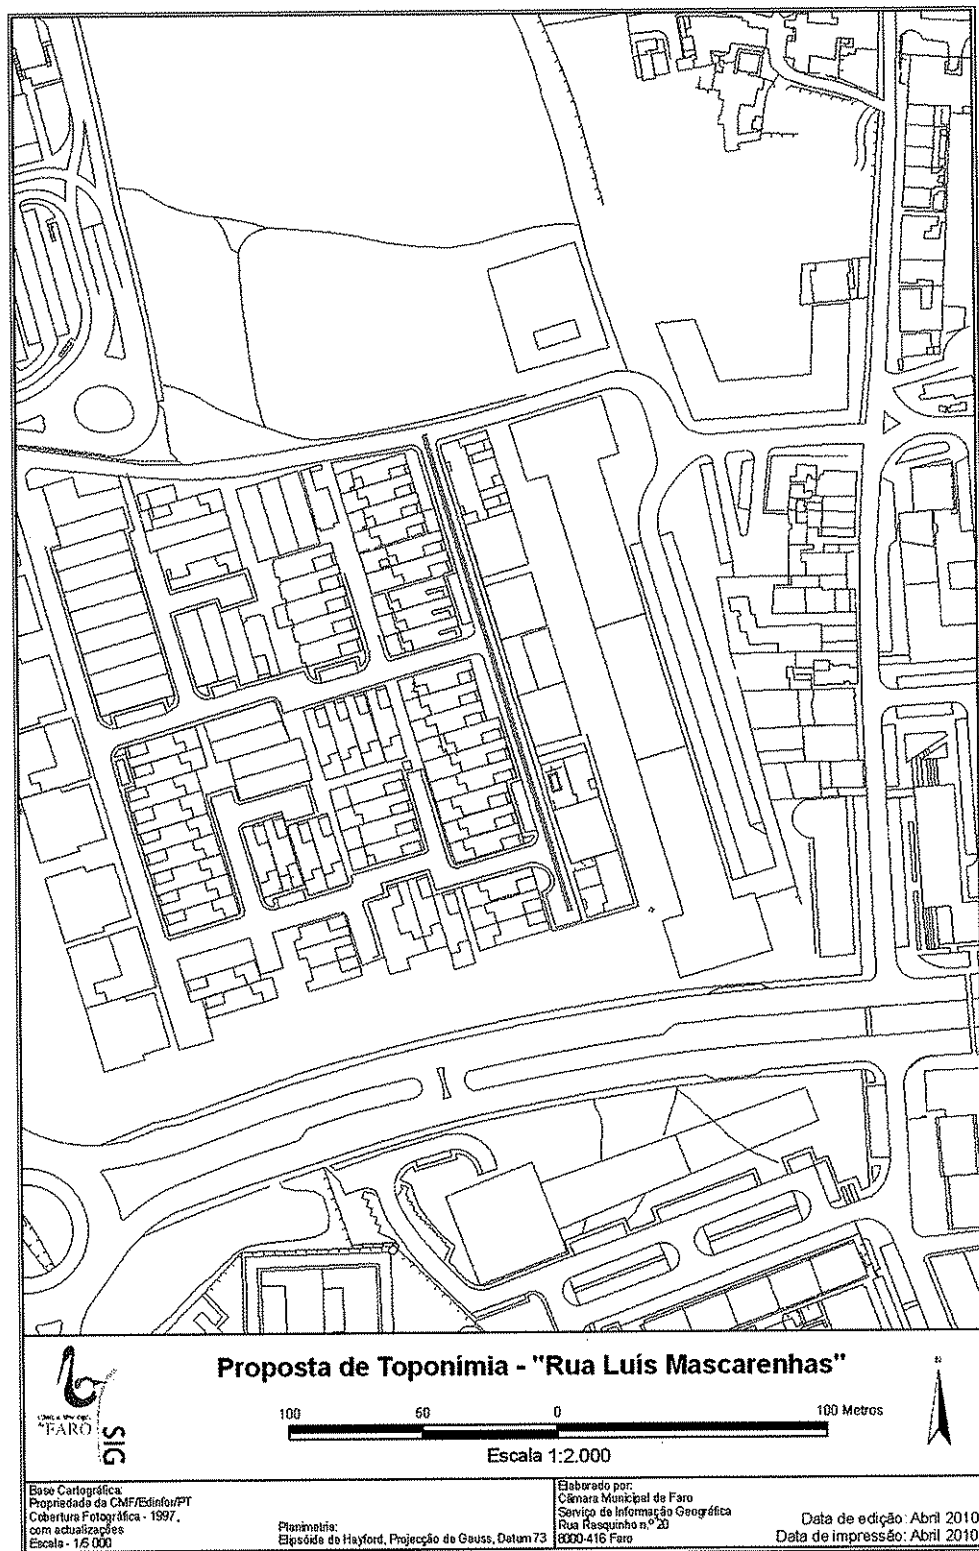 Proposta de Toponímia - "Rua Luís Mascarenhas"
100 60 0 100 Metros
Escala 1:2.000
FARO
SIG
Base Cartográfica:
Propriedade da CMF/Edinfor/PT
Cobertura Fotográfica - 1997,
com actualizações
Escala - 1/5 000
Planimetria:
Elipsóide de Hayford, Projecção de Gauss, Datum 73
Elaborado por:
Câmara Municipal de Faro
Serviço de Informação Geográfica
Rua Rasquinho n.º 20
8000-416 Faro
Data de edição: Abril 2010
Data de impressão: Abril 2010